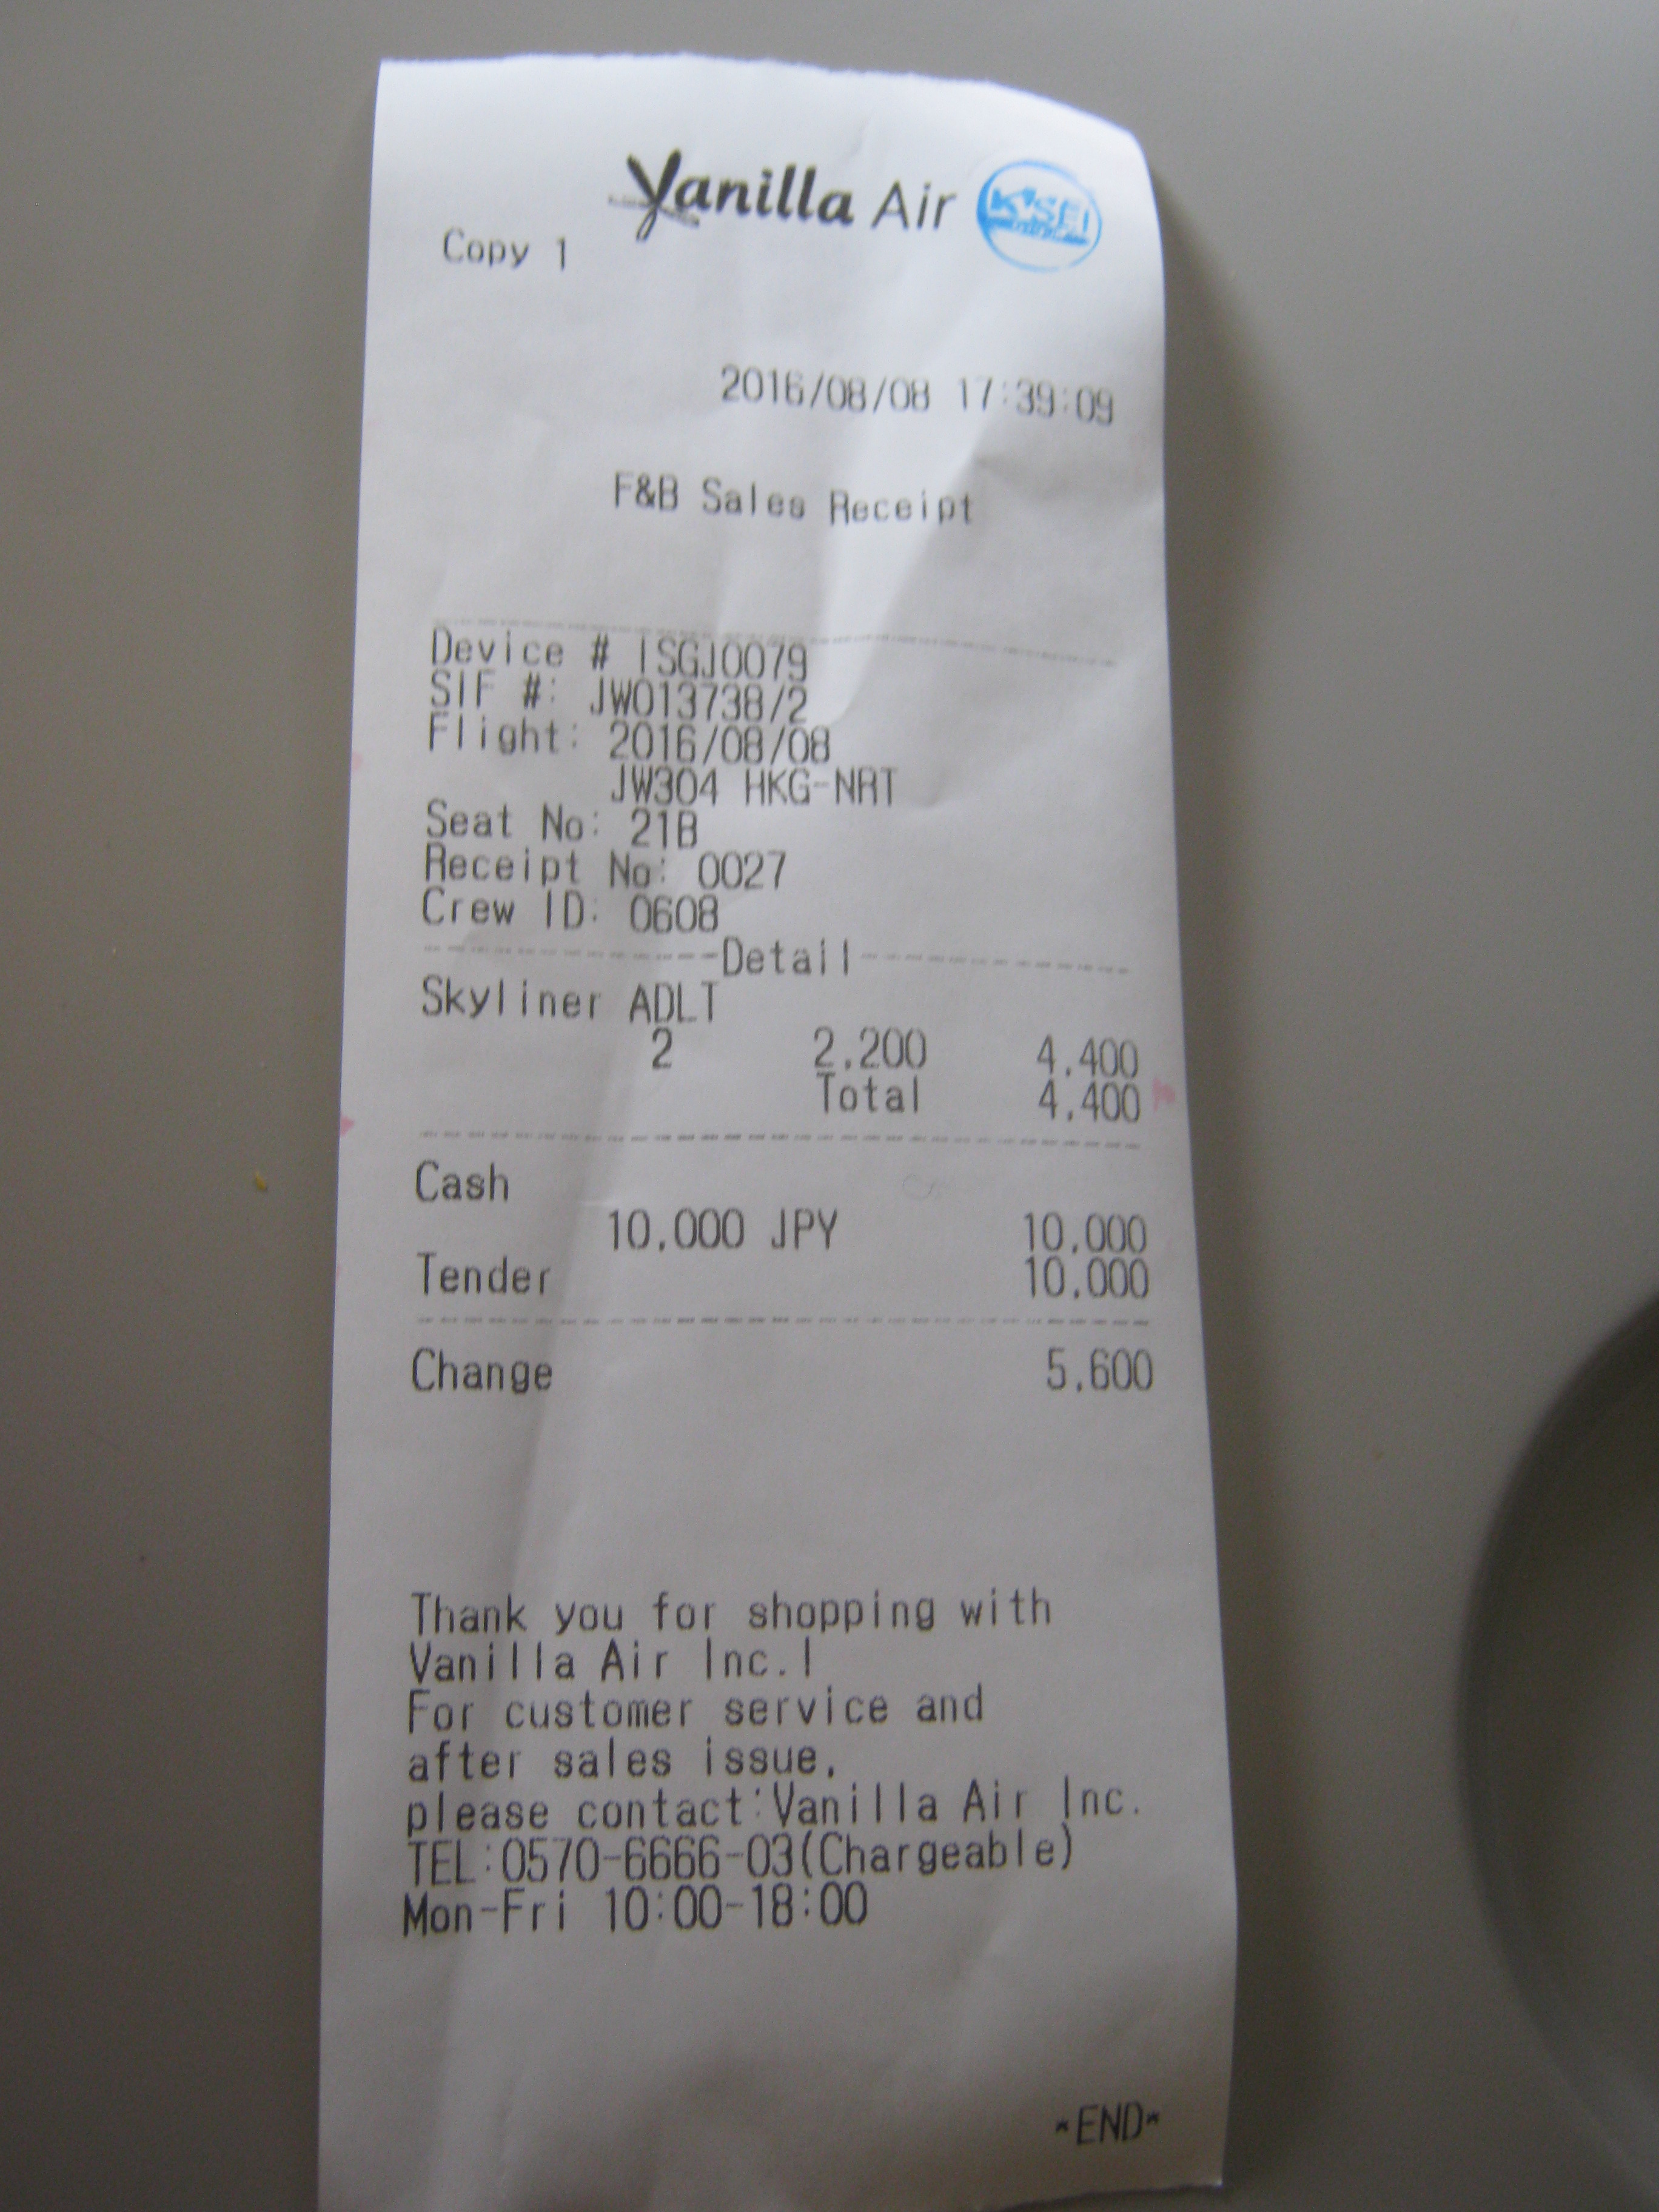 Vanilla Air K'SEI
Copy 1
2016/08/08 17:39:09
F&B Sales Receipt
Device # ISGJ0079
SIF #: JW013738/2
Flight: 2016/08/08
JW304 HKG-NRT
Seat No: 21B
Receipt No: 0027
Crew ID: 0608
Detail
Skyliner ADLT
2 2,200 4,400
Total 4,400
Cash
10,000 JPY 10,000
Tender 10,000
Change 5,600
Thank you for shopping with
Vanilla Air Inc.!
For customer service and
after sales issue,
please contact:Vanilla Air Inc.
TEL:0570-6666-03(Chargeable)
Mon-Fri 10:00-18:00
*END*